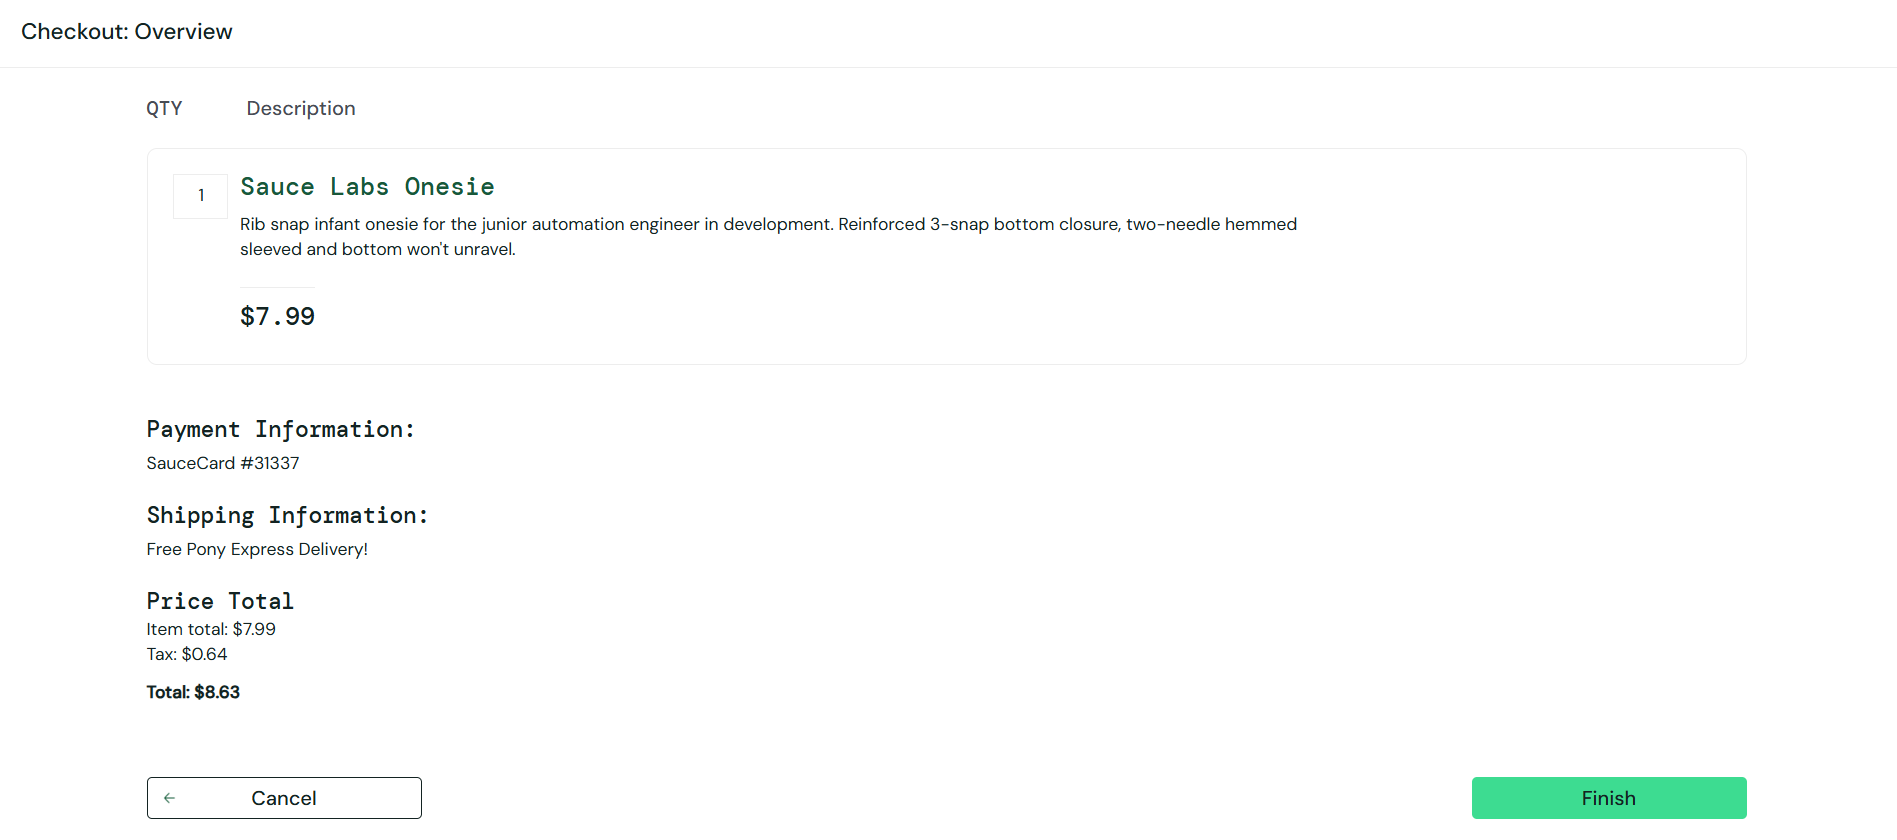 Checkout: Overview
QTY Description
1 Sauce Labs Onesie
Rib snap infant onesie for the junior automation engineer in development. Reinforced 3-snap bottom closure, two-needle hemmed
sleeved and bottom won't unravel.
$7.99
Payment Information:
SauceCard #31337
Shipping Information:
Free Pony Express Delivery!
Price Total
Item total: $7.99
Tax: $0.64
Total: $8.63
Cancel Finish